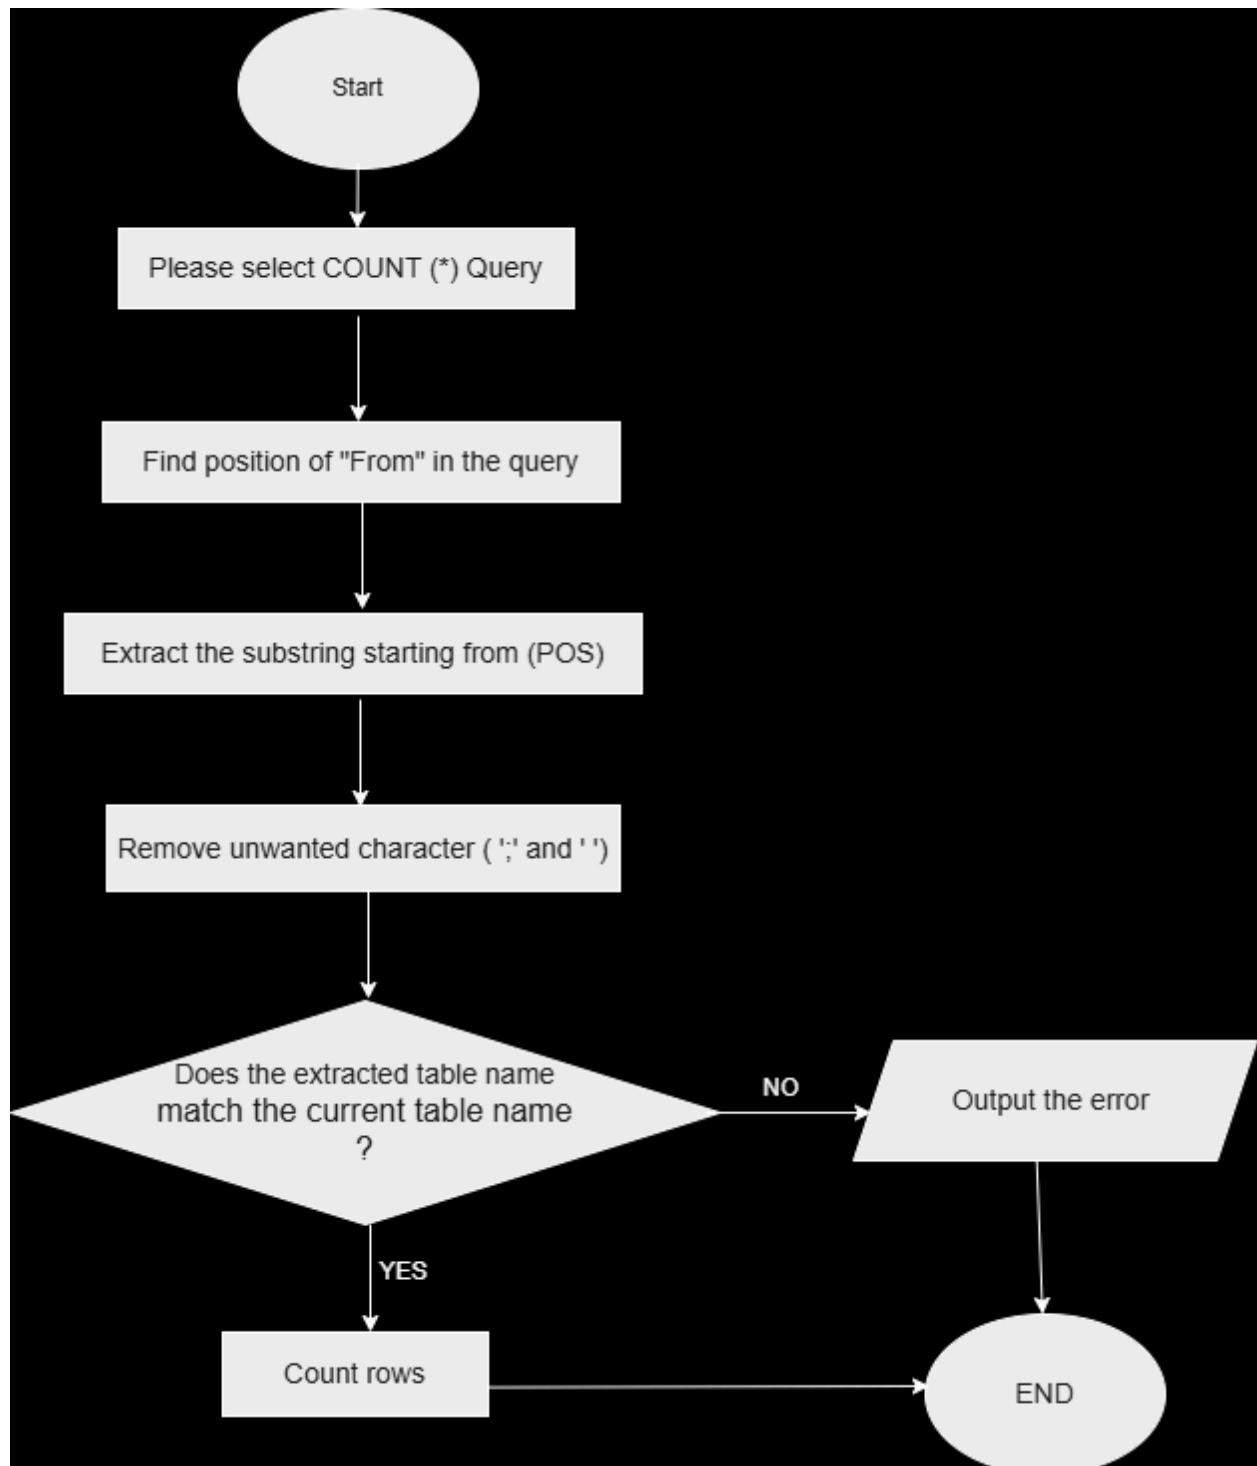 Start
Please select COUNT (*) Query
Find position of "From" in the query
Extract the substring starting from (POS)
Remove unwanted character ( ';' and ' ')
Does the extracted table name
match the current table name
?
NO
Output the error
YES
Count rows
END